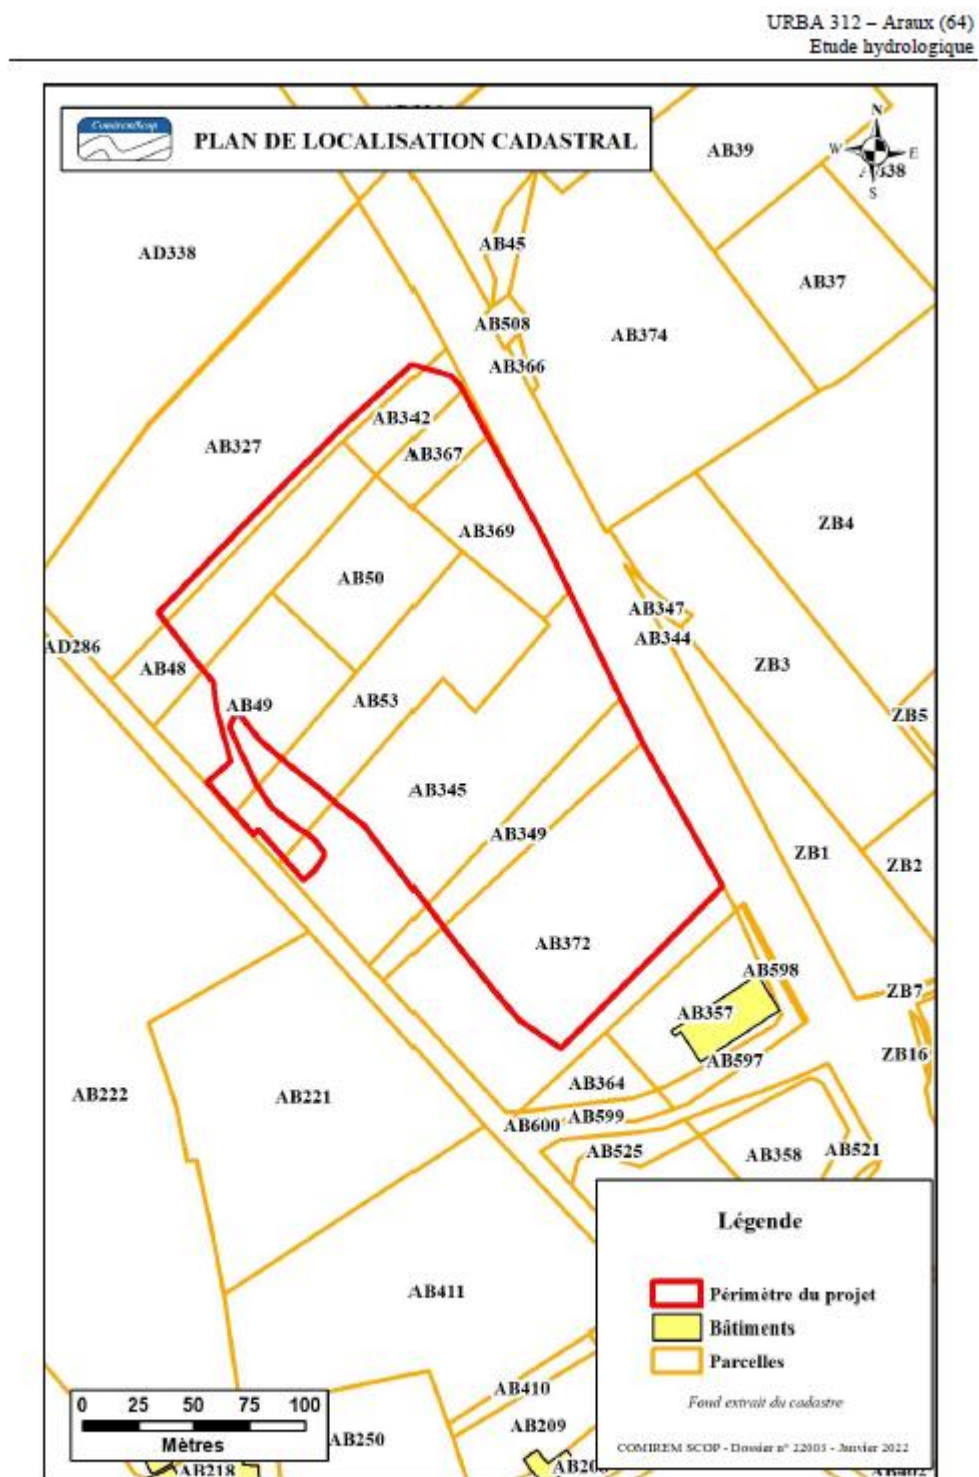 URBA 312 – Araux (64)
Etude hydrologique
ComiremScop
PLAN DE LOCALISATION CADASTRAL
N
W E
S
AB39
AB38
AB45
AD338
AB37
AB508
AB374
AB366
AB342
AB327
AB367
ZB4
AB369
AB50
AB347
AB344
AD286
AB48
ZB3
AB53
AB49
ZB5
AB345
AB349
ZB1
ZB2
AB372
AB598
ZB7
AB357
ZB16
AB597
AB364
AB222
AB221
AB599
AB600
AB525
AB358
AB521
Légende
AB411
Périmètre du projet
Bâtiments
Parcelles
AB410
Fond extrait du cadastre
0 25 50 75 100
Mètres
AB209
AB250
COMIREM SCOP - Dossier n° 22003 - Janvier 2022
AB218